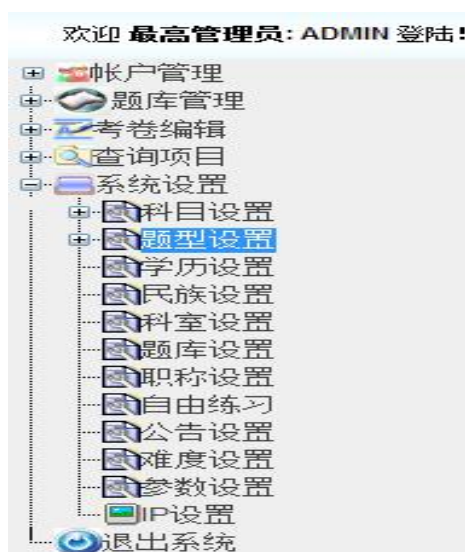 欢迎 最高管理员: ADMIN 登陆!
帐户管理
题库管理
考卷编辑
查询项目
系统设置
科目设置
题型设置
学历设置
民族设置
科室设置
题库设置
职称设置
自由练习
公告设置
难度设置
参数设置
IP设置
退出系统